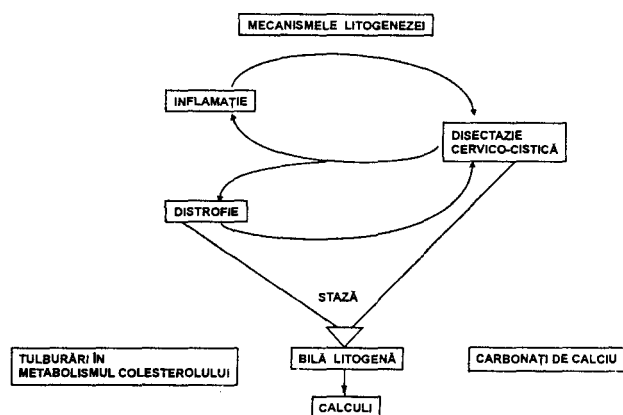 MECANISMELE LITOGENEZEI
INFLAMAȚIE
DISECTAZIE
CERVICO-CISTICĂ
DISTROFIE
STAZĂ
TULBURĂRI ÎN
METABOLISMUL COLESTEROLULUI
BILĂ LITOGENĂ
CARBONAȚI DE CALCIU
CALCULI